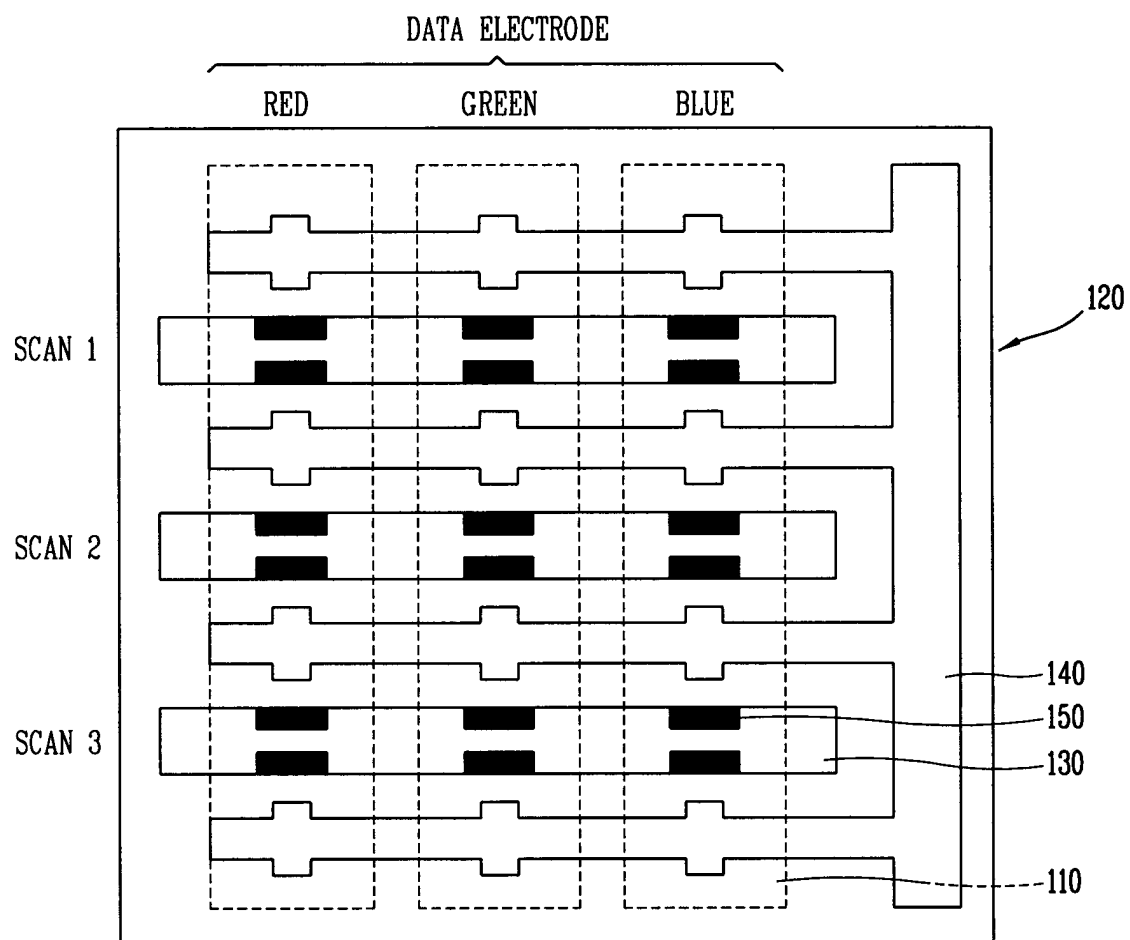 DATA ELECTRODE
RED GREEN BLUE
120
SCAN 1
SCAN 2
140
150
SCAN 3
130
110